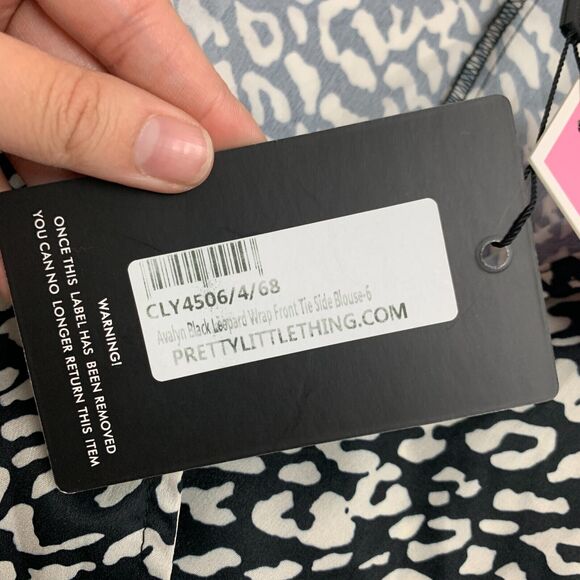 CLY4506/4/68
Avalyn Black Leopard Wrap Front Tie Side Blouse-6
PRETTYLITTLETHING.COM
WARNING!
ONCE THIS LABEL HAS BEEN REMOVED
YOU CAN NO LONGER RETURN THIS ITEM